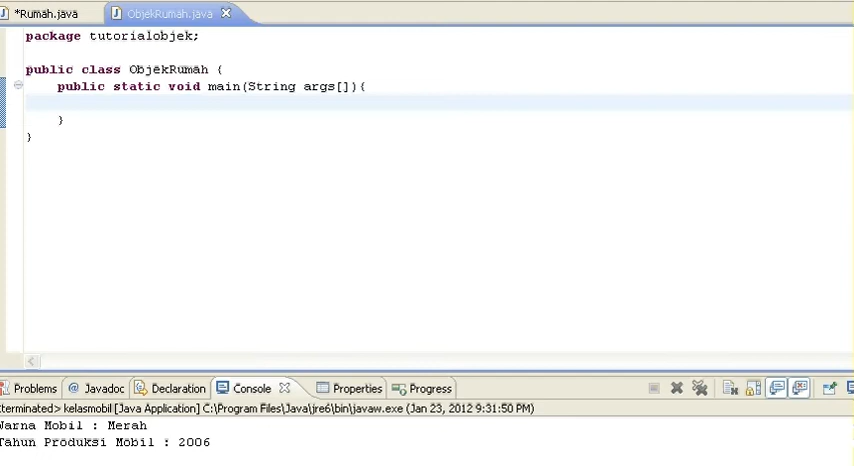 *Rumah.java ObjekRumah.java
package tutorialobjek;
public class ObjekRumah {
public static void main(String args[]){
}
}
Problems @ Javadoc Declaration Console Properties Progress
terminated> kelasmobil [Java Application] C:\Program Files\Java\jre6\bin\javaw.exe (Jan 23, 2012 9:31:50 PM)
Warna Mobil : Merah
Tahun Produksi Mobil : 2006